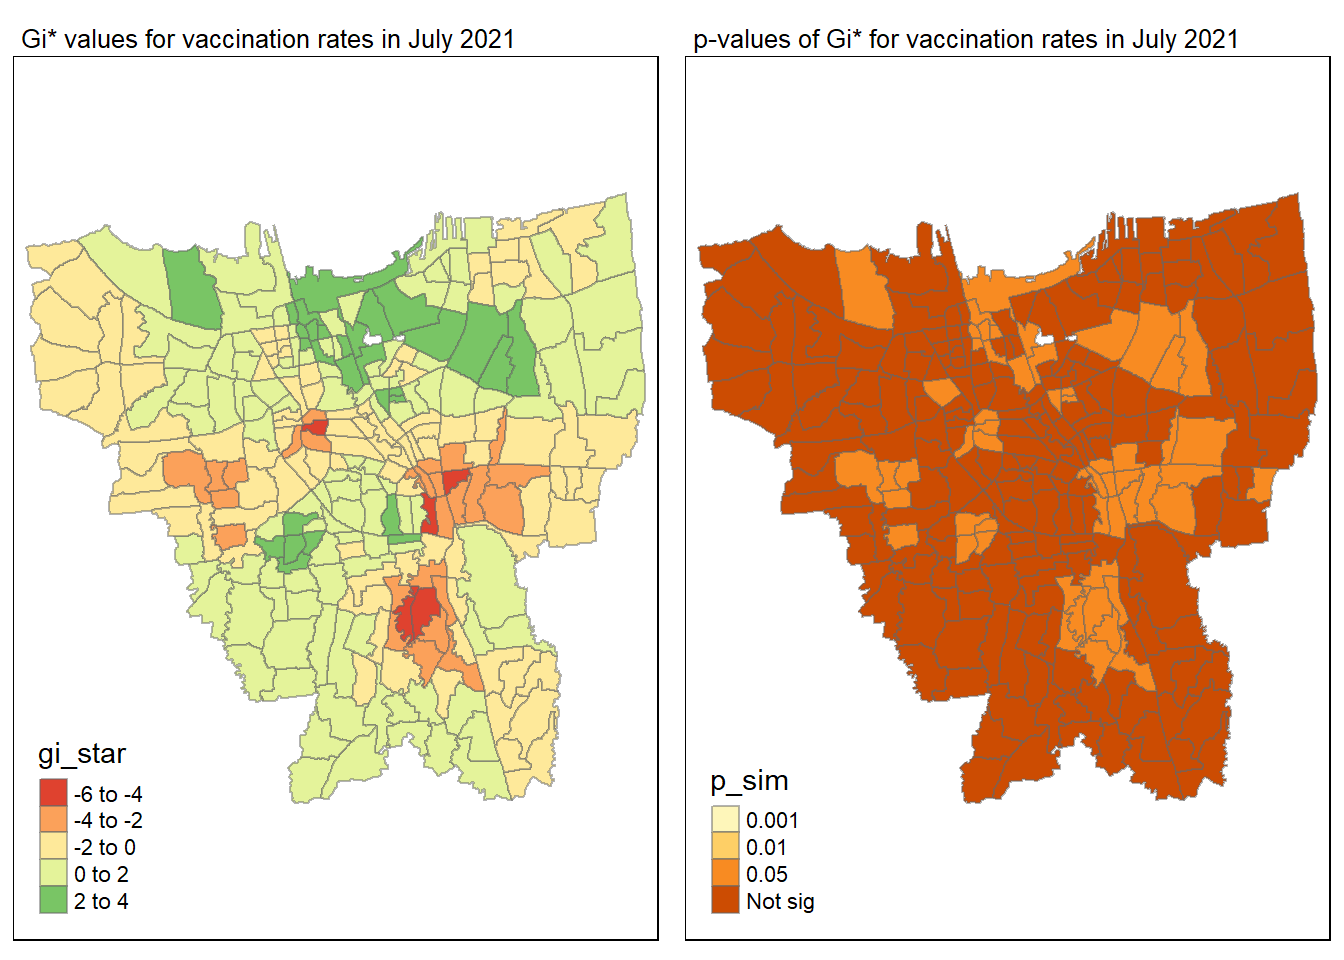 Gi* values for vaccination rates in July 2021
gi_star
-6 to -4
-4 to -2
-2 to 0
0 to 2
2 to 4
p-values of Gi* for vaccination rates in July 2021
p_sim
0.001
0.01
0.05
Not sig